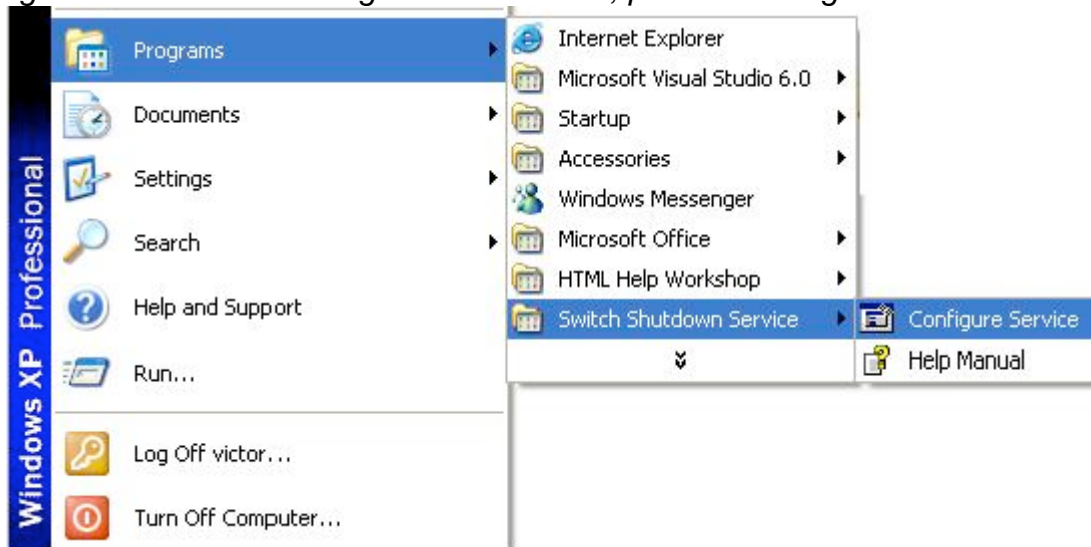 Programs
Documents
Settings
Search
Help and Support
Run...
Log Off victor...
Turn Off Computer...
Windows XP Professional
Internet Explorer
Microsoft Visual Studio 6.0
Startup
Accessories
Windows Messenger
Microsoft Office
HTML Help Workshop
Switch Shutdown Service
Configure Service
Help Manual